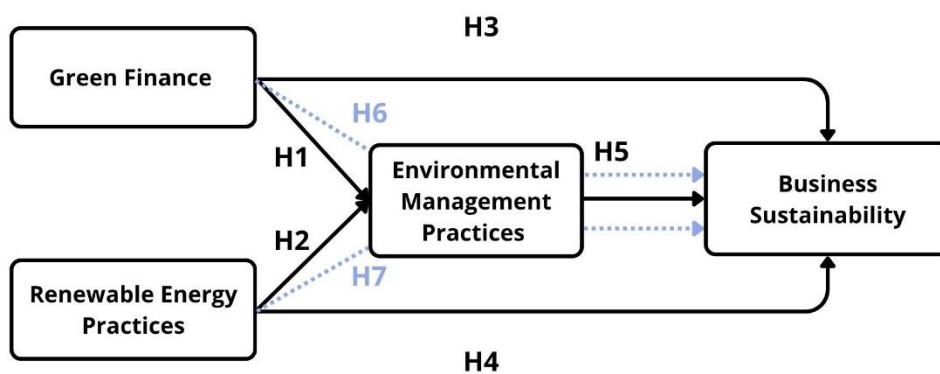 H3
Green Finance
H6
H1
H5
Environmental
Management
Practices
Business
Sustainability
H2
H7
Renewable Energy
Practices
H4